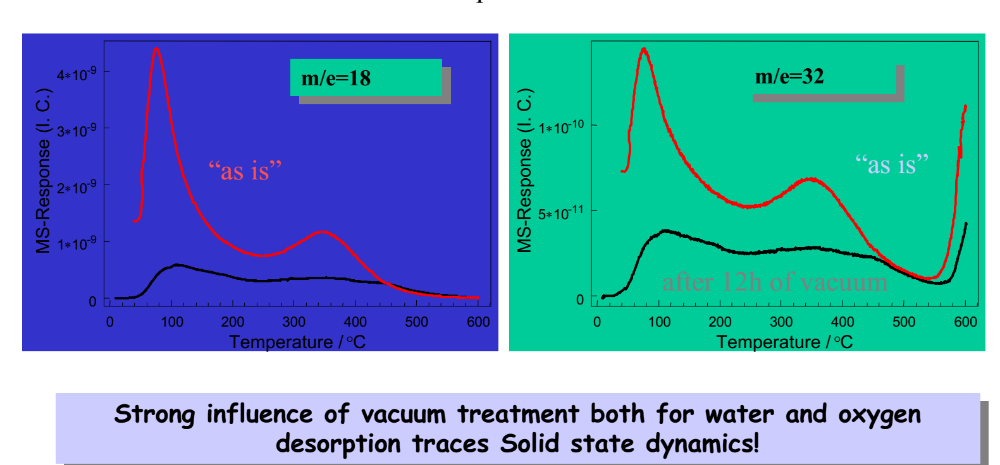 m/e=18
4*10-9
3*10-9
2*10-9
1*10-9
0
MS-Response (I. C.)
“as is”
0 100 200 300 400 500 600
Temperature / °C
m/e=32
1*10-10
5*10-11
0
MS-Response (I. C.)
“as is”
after 12h of vacuum
0 100 200 300 400 500 600
Temperature / °C
Strong influence of vacuum treatment both for water and oxygen
desorption traces Solid state dynamics!